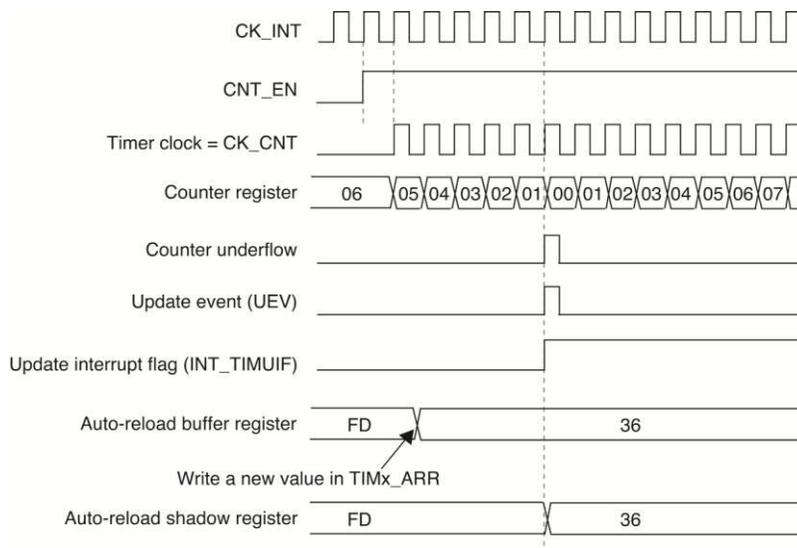 CK_INT
CNT_EN
Timer clock = CK_CNT
Counter register 06 05 04 03 02 01 00 01 02 03 04 05 06 07
Counter underflow
Update event (UEV)
Update interrupt flag (INT_TIMUIF)
Auto-reload buffer register FD 36
Write a new value in TIMx_ARR
Auto-reload shadow register FD 36